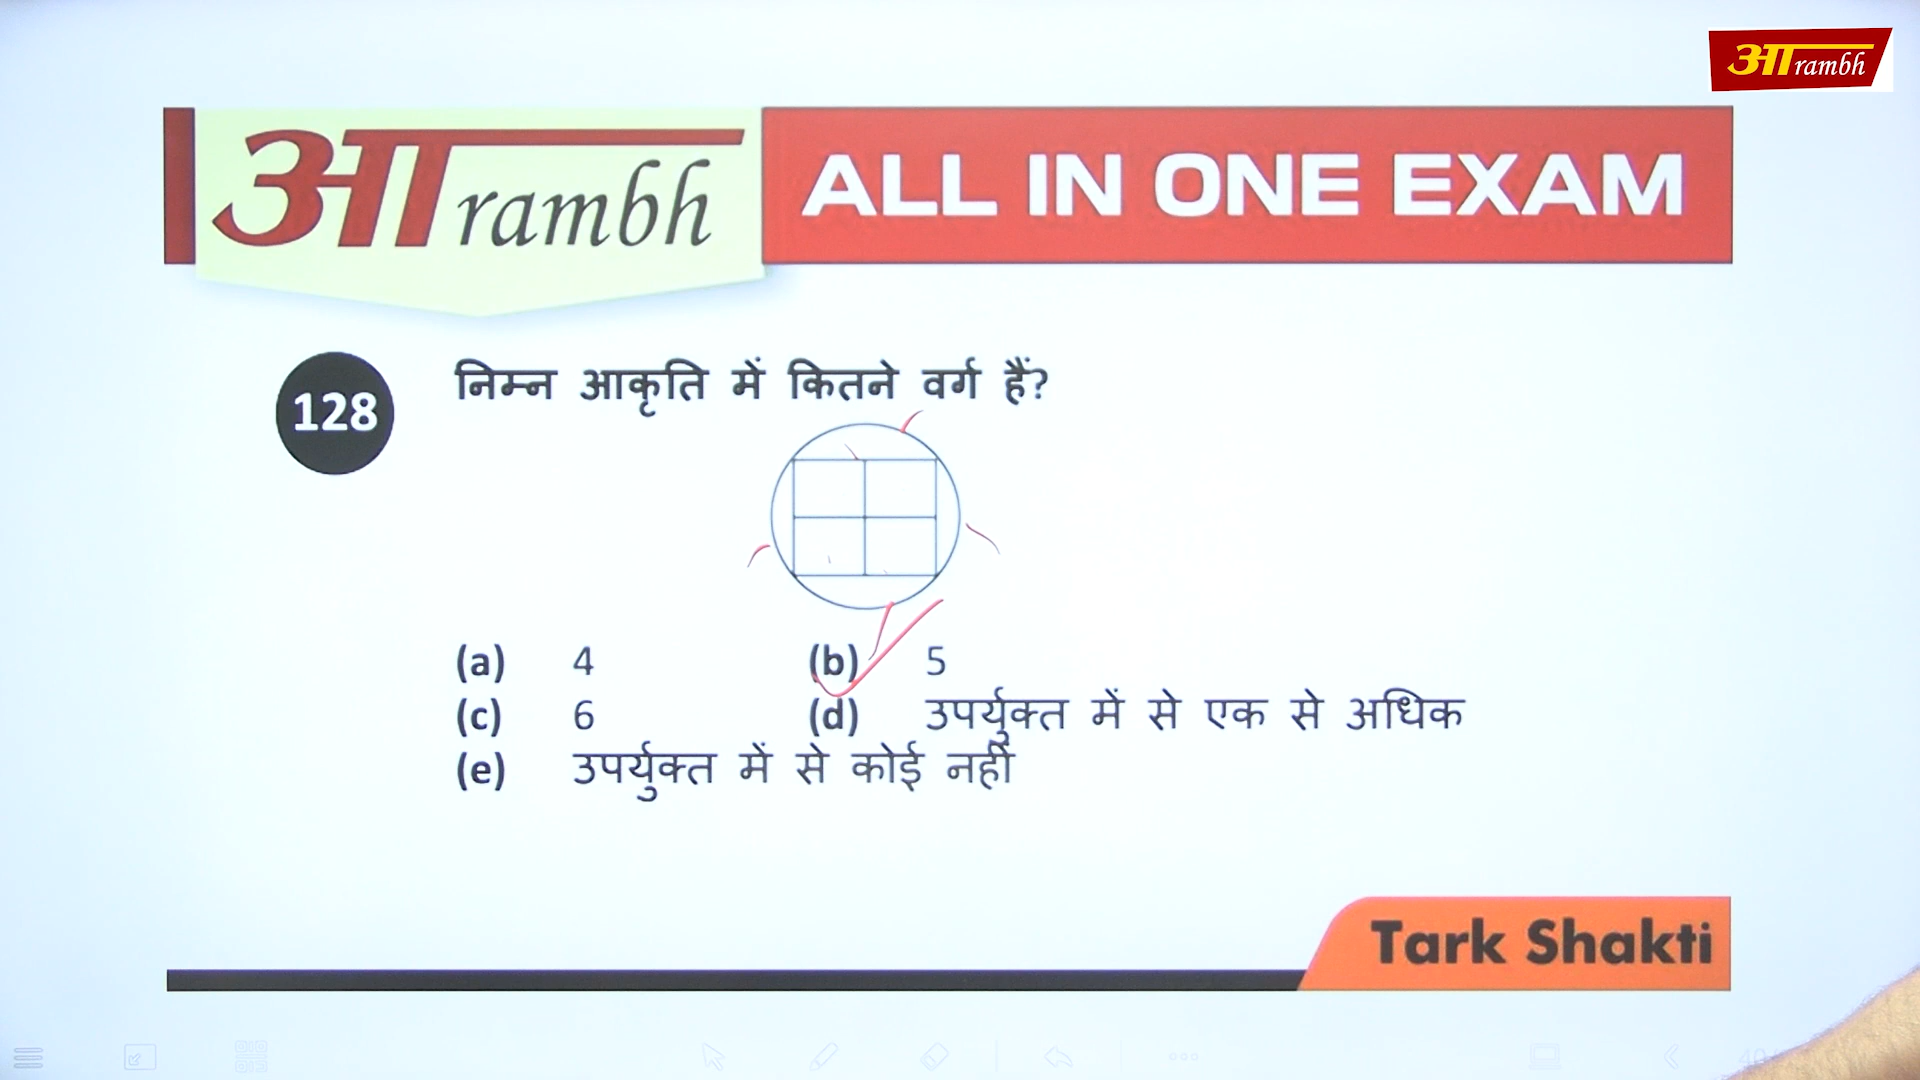 आrambh
आrambh ALL IN ONE EXAM
128 निम्न आकृति में कितने वर्ग हैं?
(a) 4 (b) 5
(c) 6 (d) उपर्युक्त में से एक से अधिक
(e) उपर्युक्त में से कोई नहीं
Tark Shakti